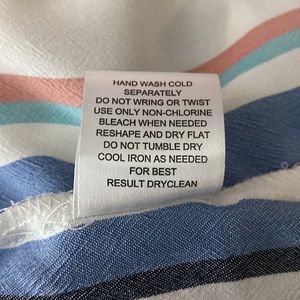 HAND WASH COLD
SEPARATELY
DO NOT WRING OR TWIST
USE ONLY NON-CHLORINE
BLEACH WHEN NEEDED
RESHAPE AND DRY FLAT
DO NOT TUMBLE DRY
COOL IRON AS NEEDED
FOR BEST
RESULT DRYCLEAN